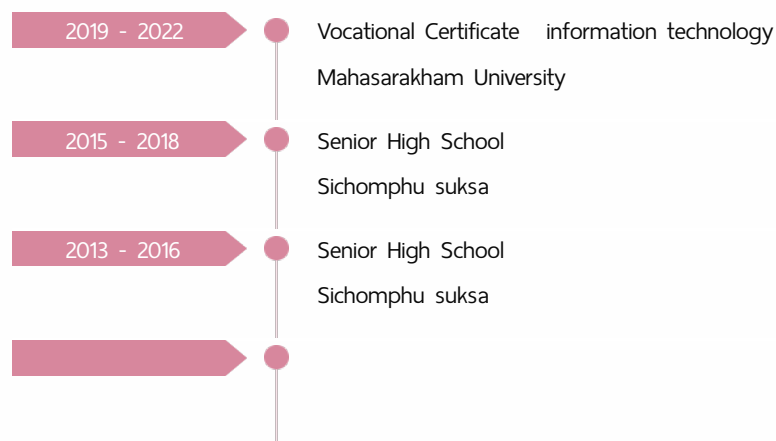 2019 - 2022 Vocational Certificate information technology
Mahasarakham University
2015 - 2018 Senior High School
Sichomphu suksa
2013 - 2016 Senior High School
Sichomphu suksa